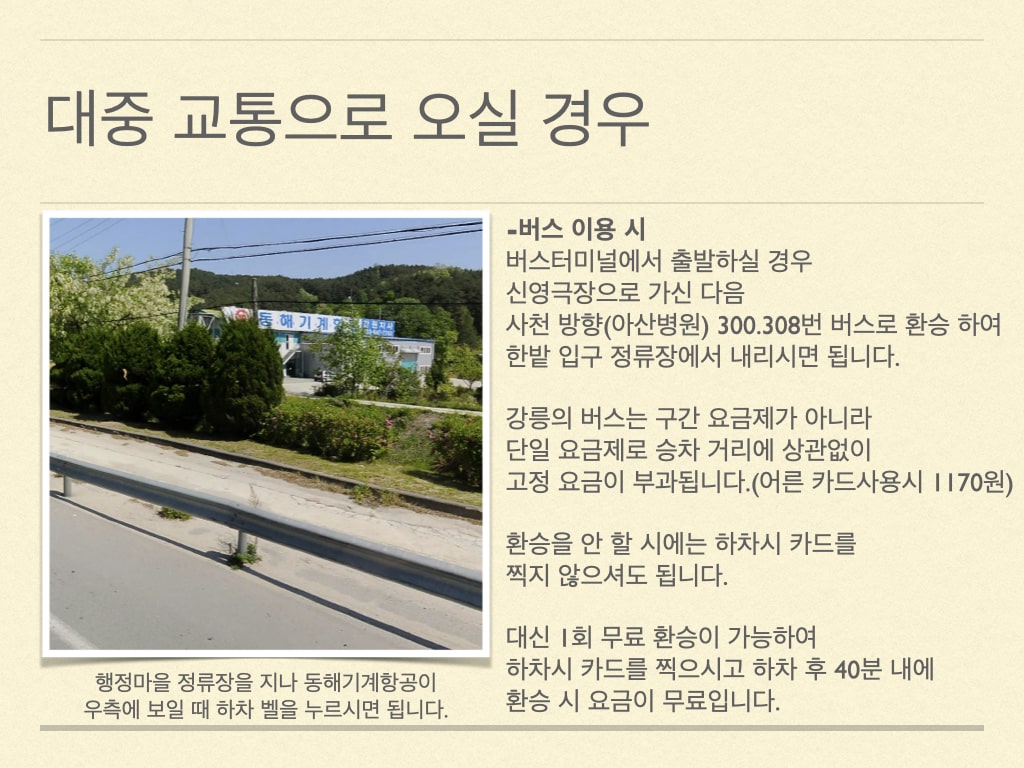 대중 교통으로 오실 경우
-버스 이용 시
버스터미널에서 출발하실 경우
신영극장으로 가신 다음
사천 방향(아산병원) 300.308번 버스로 환승 하여
한밭 입구 정류장에서 내리시면 됩니다.
강릉의 버스는 구간 요금제가 아니라
단일 요금제로 승차 거리에 상관없이
고정 요금이 부과됩니다.(어른 카드사용시 1170원)
환승을 안 할 시에는 하차시 카드를
찍지 않으셔도 됩니다.
대신 1회 무료 환승이 가능하여
하차시 카드를 찍으시고 하차 후 40분 내에
환승 시 요금이 무료입니다.
동해기계항
행정마을 정류장을 지나 동해기계항공이
우측에 보일 때 하차 벨을 누르시면 됩니다.